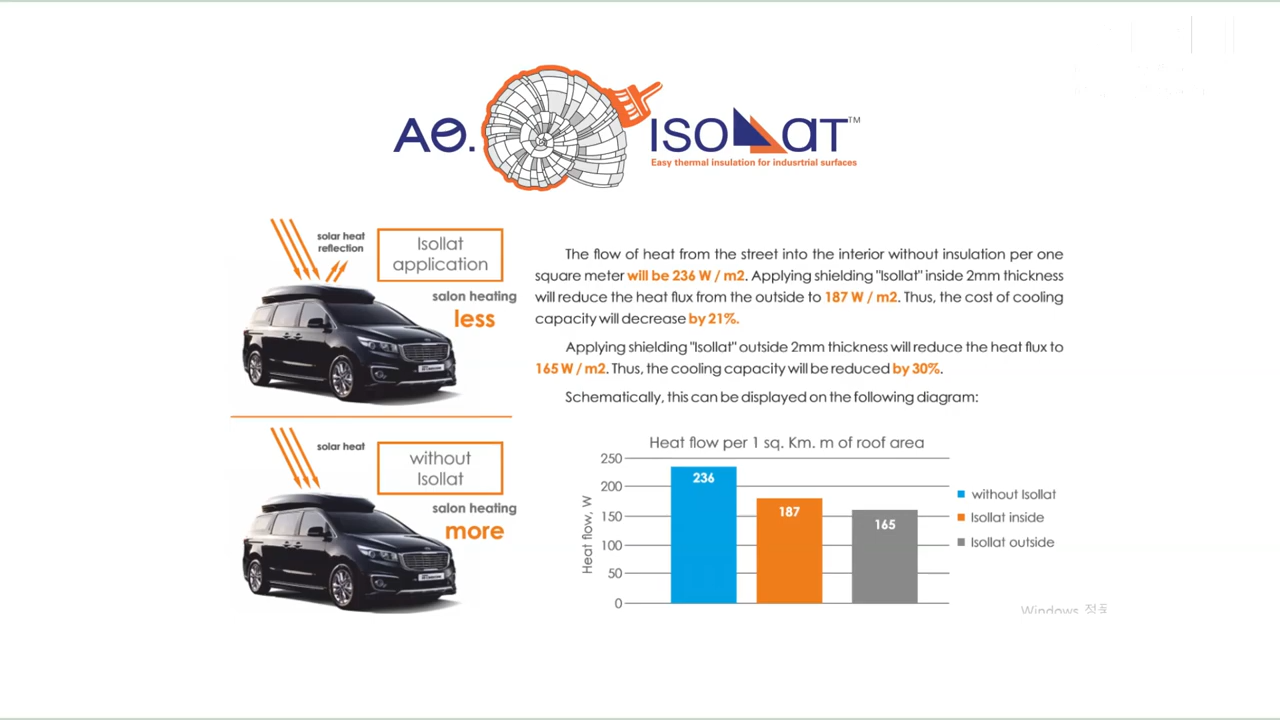 AO.
ISOLLAT™
Easy thermal insulation for indusrtrial surfaces
solar heat
reflection
Isollat
application
salon heating
less
The flow of heat from the street into the interior without insulation per one
square meter will be 236 W / m2. Applying shielding "Isollat" inside 2mm thickness
will reduce the heat flux from the outside to 187 W / m2. Thus, the cost of cooling
capacity will decrease by 21%.
Applying shielding "Isollat" outside 2mm thickness will reduce the heat flux to
165 W / m2. Thus, the cooling capacity will be reduced by 30%.
Schematically, this can be displayed on the following diagram:
solar heat
without
Isollat
salon heating
more
Heat flow per 1 sq. Km. m of roof area
Heat flow, W
250
200
150
100
50
0
236
187
165
without Isollat
Isollat inside
Isollat outside
Windows